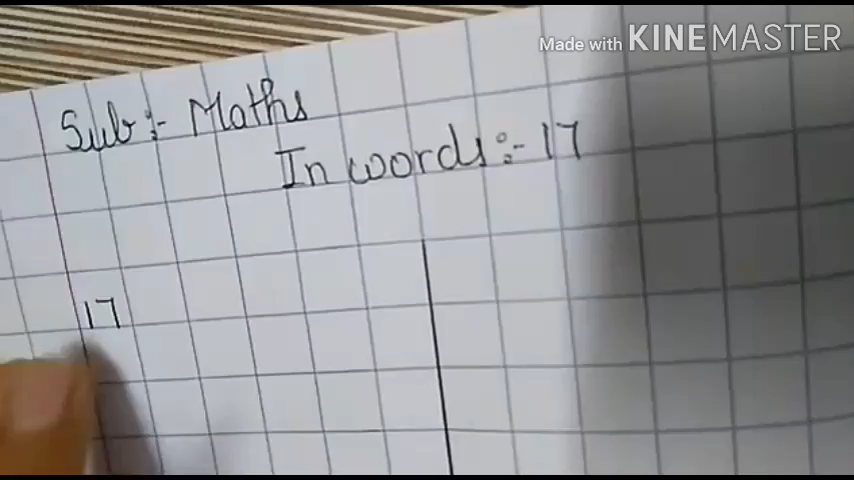 Made with KINEMASTER
Sub:- Maths
In words:- 17
17